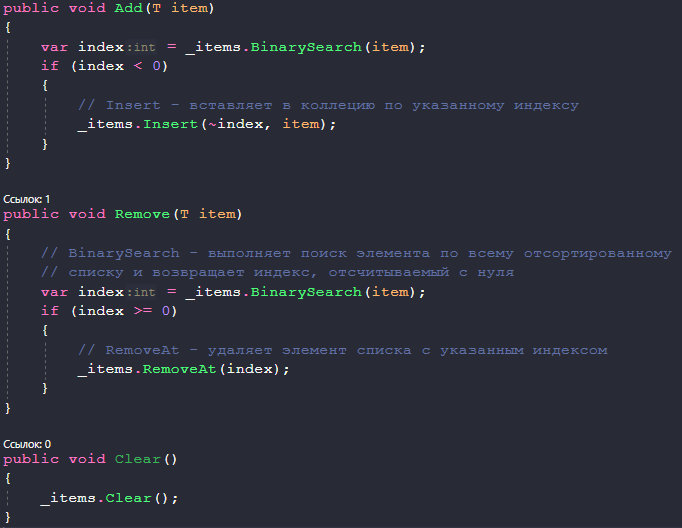 public void Add(T item)
{
var index:int = _items.BinarySearch(item);
if (index < 0)
{
// Insert - вставляет в коллецию по указанному индексу
_items.Insert(~index, item);
}
}
Ссылок: 1
public void Remove(T item)
{
// BinarySearch - выполняет поиск элемента по всему отсортированному
// списку и возвращает индекс, отсчитываемый с нуля
var index:int = _items.BinarySearch(item);
if (index >= 0)
{
// RemoveAt - удаляет элемент списка с указанным индексом
_items.RemoveAt(index);
}
}
Ссылок: 0
public void Clear()
{
_items.Clear();
}